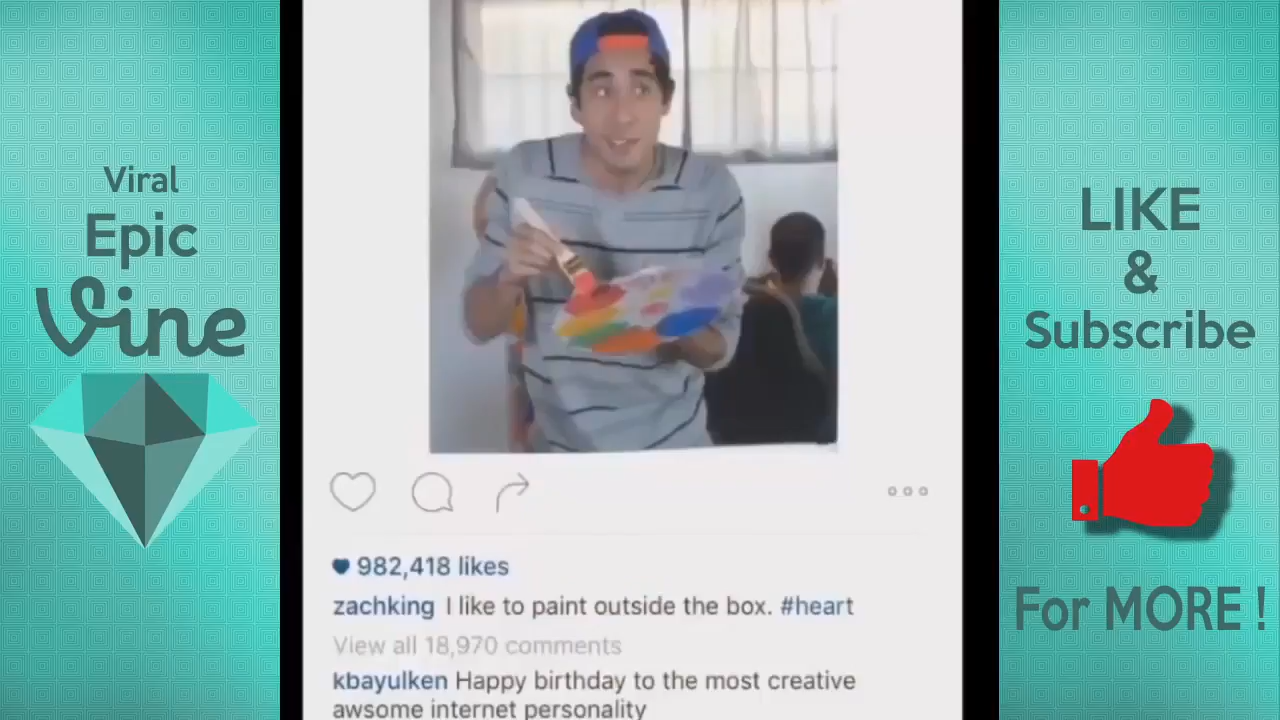 Viral
Epic
Vine
982,418 likes
zachking I like to paint outside the box. #heart
View all 18,970 comments
kbayulken Happy birthday to the most creative
awsome internet personality
LIKE
&
Subscribe
For MORE !